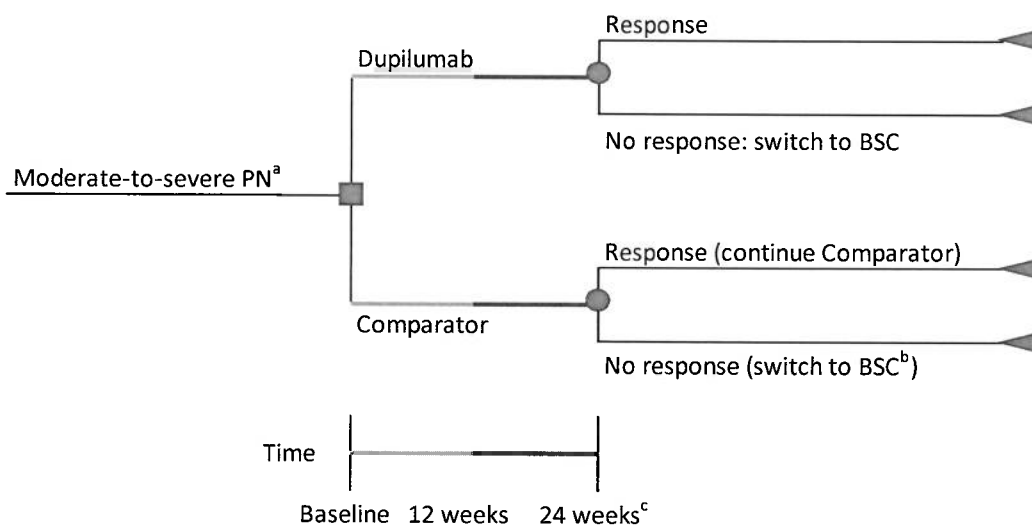 Response
Dupilumab
No response: switch to BSC
Moderate-to-severe PNᵃ
Response (continue Comparator)
Comparator
No response (switch to BSCᵇ)
Time
Baseline 12 weeks 24 weeksᶜ